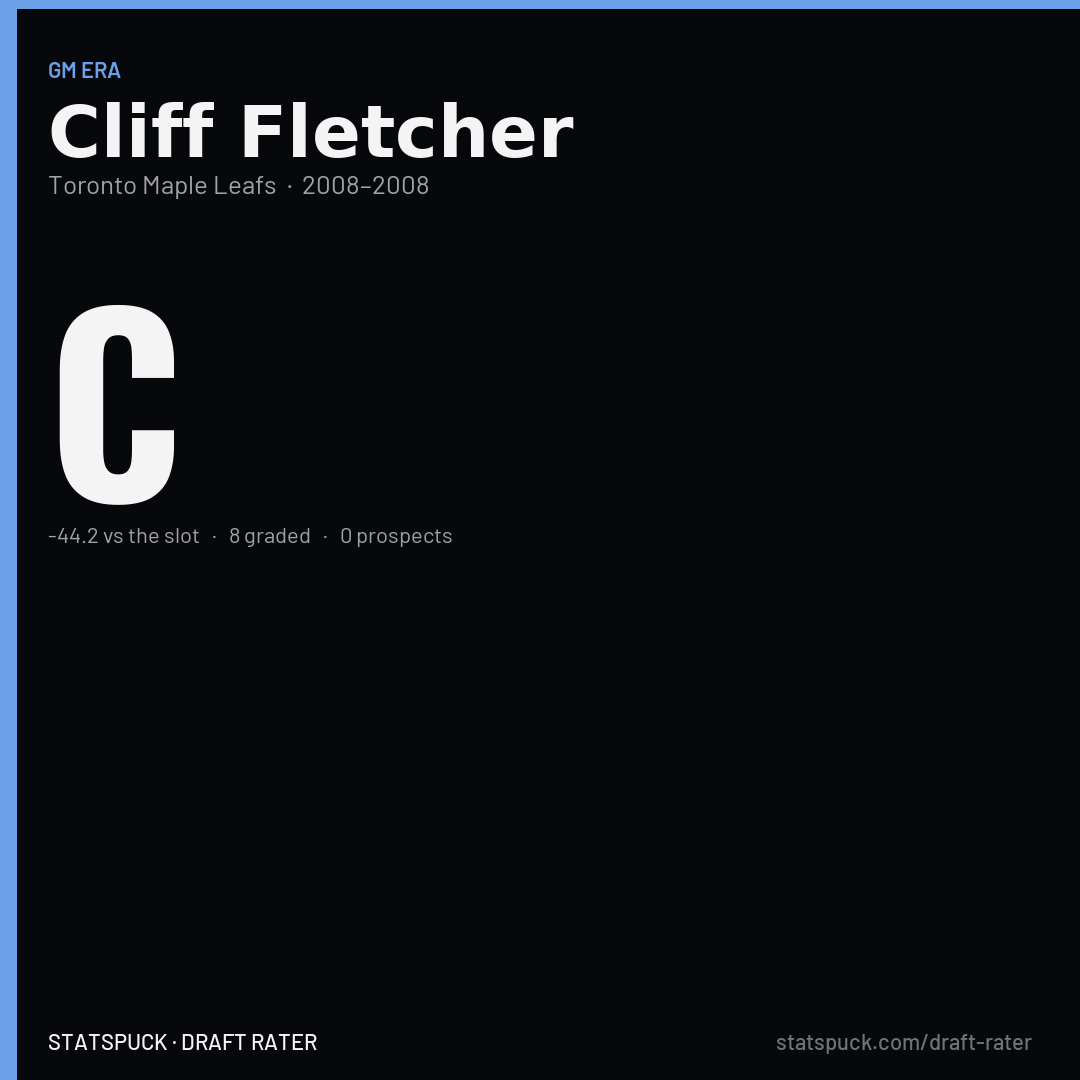 GM ERA
Cliff Fletcher
Toronto Maple Leafs · 2008–2008
C
-44.2 vs the slot · 8 graded · 0 prospects
STATSPUCK · DRAFT RATER
statspuck.com/draft-rater